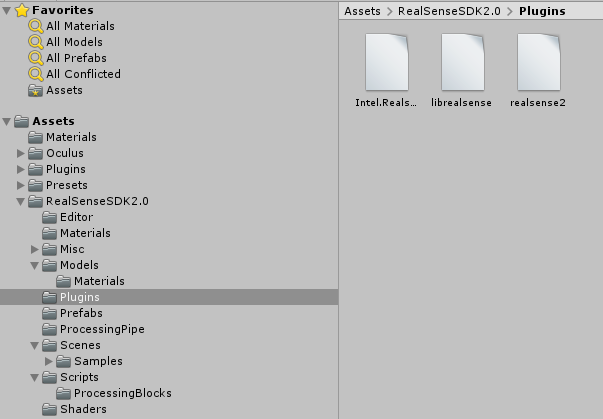 Favorites
All Materials
All Models
All Prefabs
All Conflicted
Assets
Assets
Materials
Oculus
Plugins
Presets
RealSenseSDK2.0
Editor
Materials
Misc
Models
Materials
Plugins
Prefabs
ProcessingPipe
Scenes
Samples
Scripts
ProcessingBlocks
Shaders
Assets > RealSenseSDK2.0 > Plugins
Intel.Reals... librealsense realsense2